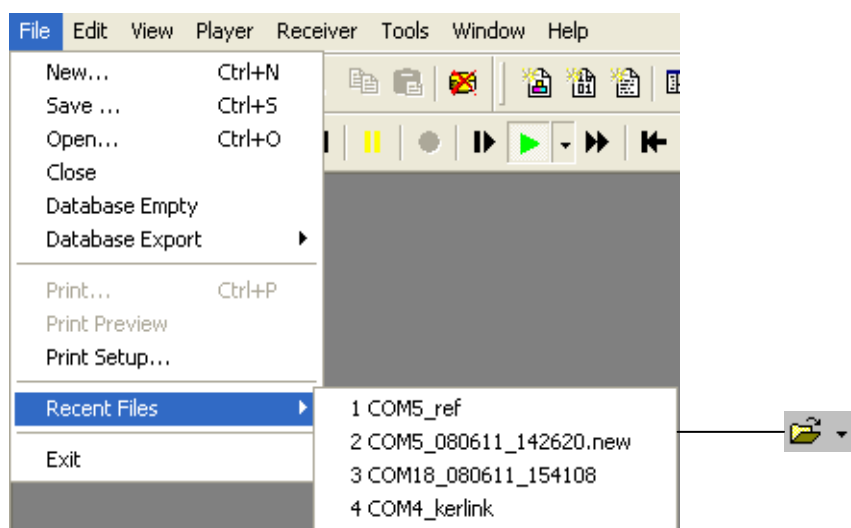 File Edit View Player Receiver Tools Window Help
New... Ctrl+N
Save ... Ctrl+S
Open... Ctrl+O
Close
Database Empty
Database Export
Print... Ctrl+P
Print Preview
Print Setup...
Recent Files
1 COM5_ref
2 COM5_080611_142620.new
3 COM18_080611_154108
4 COM4_kerlink
Exit